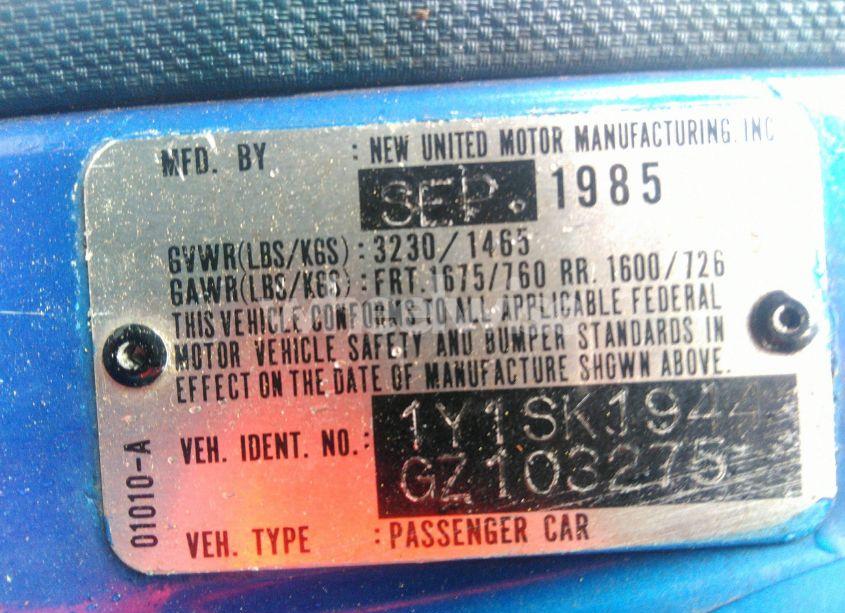 MFD. BY : NEW UNITED MOTOR MANUFACTURING. INC
SEP. 1985
GVWR(LBS/KGS) : 3230/1465
GAWR(LBS/KGS) : FRT. 1675/760 RR. 1600/726
THIS VEHICLE CONFORMS TO ALL APPLICABLE FEDERAL
MOTOR VEHICLE SAFETY AND BUMPER STANDARDS IN
EFFECT ON THE DATE OF MANUFACTURE SHOWN ABOVE.
VEH. IDENT. NO. : 1Y1SK1944
GZ103275
VEH. TYPE : PASSENGER CAR
01010-A